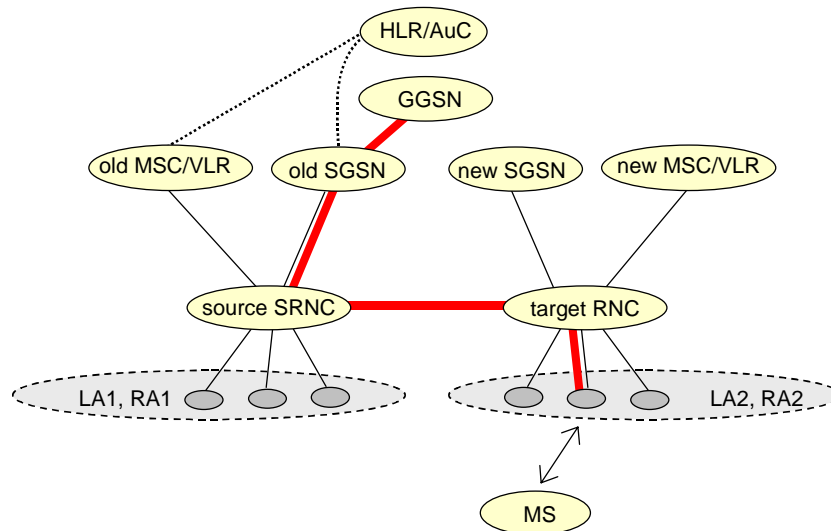 HLR/AuC
GGSN
old MSC/VLR
old SGSN
new SGSN
new MSC/VLR
source SRNC
target RNC
LA1, RA1
LA2, RA2
MS